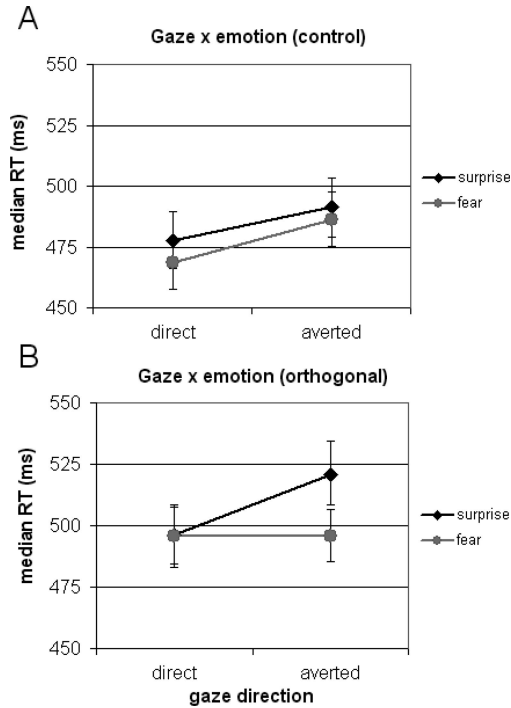 A
Gaze x emotion (control)
550
525
500
475
450
median RT (ms)
direct averted
surprise
fear
B
Gaze x emotion (orthogonal)
550
525
500
475
450
median RT (ms)
direct averted
gaze direction
surprise
fear